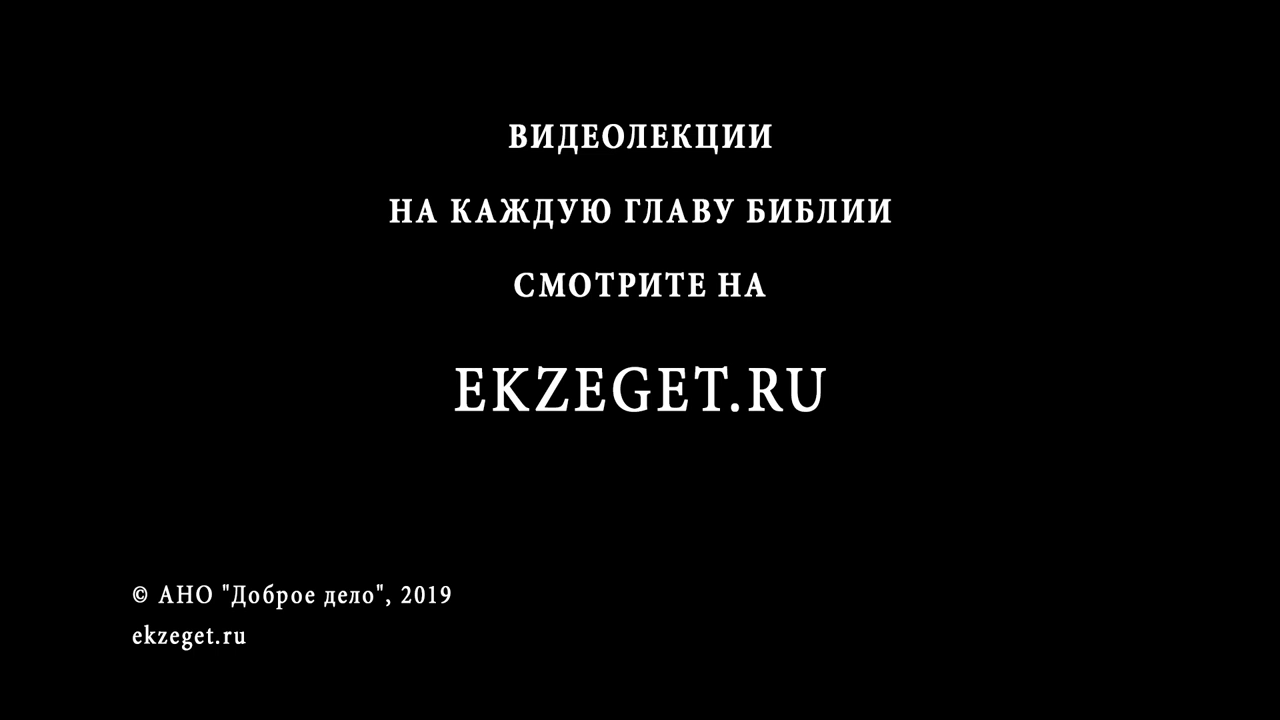 ВИДЕОЛЕКЦИИ
НА КАЖДУЮ ГЛАВУ БИБЛИИ
СМОТРИТЕ НА
EKZEGET.RU
© АНО "Доброе дело", 2019
ekzeget.ru